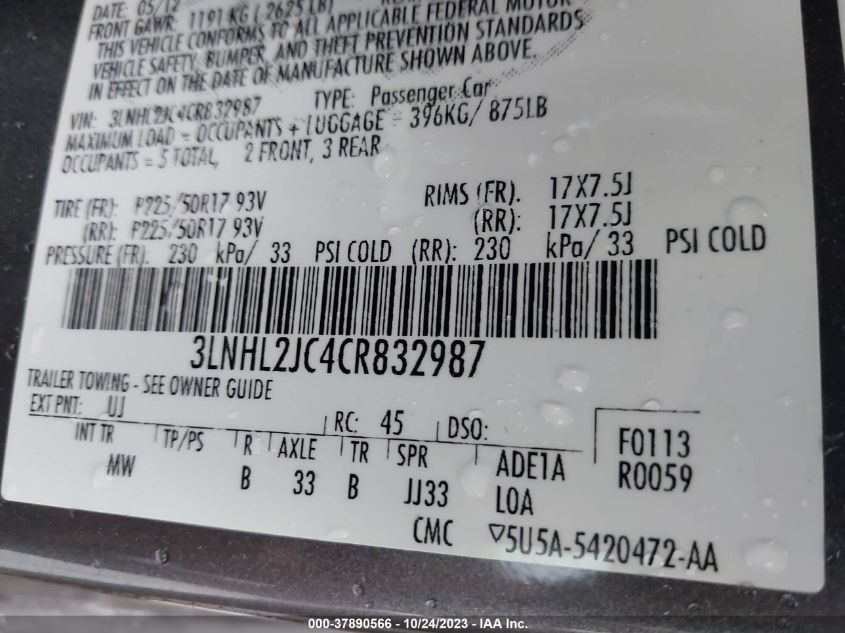 DATE: 05/12
FRONT GAWR: 1191 KG ( 2625 LB)
THIS VEHICLE CONFORMS TO ALL APPLICABLE FEDERAL MOTOR
VEHICLE SAFETY, BUMPER, AND THEFT PREVENTION STANDARDS
IN EFFECT ON THE DATE OF MANUFACTURE SHOWN ABOVE.
VIN: 3LNHL2JC4CR832987 TYPE: Passenger Car
MAXIMUM LOAD = OCCUPANTS + LUGGAGE = 396KG/ 875LB
OCCUPANTS = 5 TOTAL, 2 FRONT, 3 REAR
TIRE (FR): P225/50R17 93V RIMS (FR). 17X7.5J
(RR): P225/50R17 93V (RR): 17X7.5J
PRESSURE (FR). 230 kPa/ 33 PSI COLD (RR): 230 kPa/ 33 PSI COLD
3LNHL2JC4CR832987
TRAILER TOWING - SEE OWNER GUIDE
EXT PNT: UJ RC: 45 DSO: F0113
INT TR TP/PS R AXLE TR SPR ADE1A R0059
MW B 33 B JJ33 LOA
CMC ▽5U5A-5420472-AA
000-37890566 - 10/24/2023 - IAA Inc.